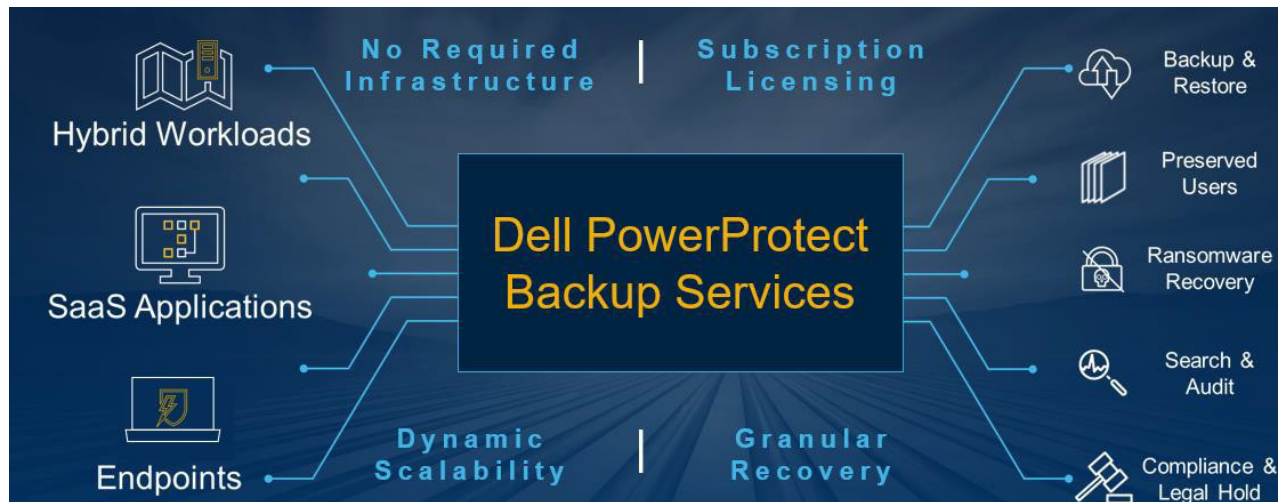 No Required
Infrastructure
Subscription
Licensing
Hybrid Workloads
SaaS Applications
Endpoints
Dell PowerProtect
Backup Services
Backup &
Restore
Preserved
Users
Ransomware
Recovery
Search &
Audit
Compliance &
Legal Hold
Dynamic
Scalability
Granular
Recovery